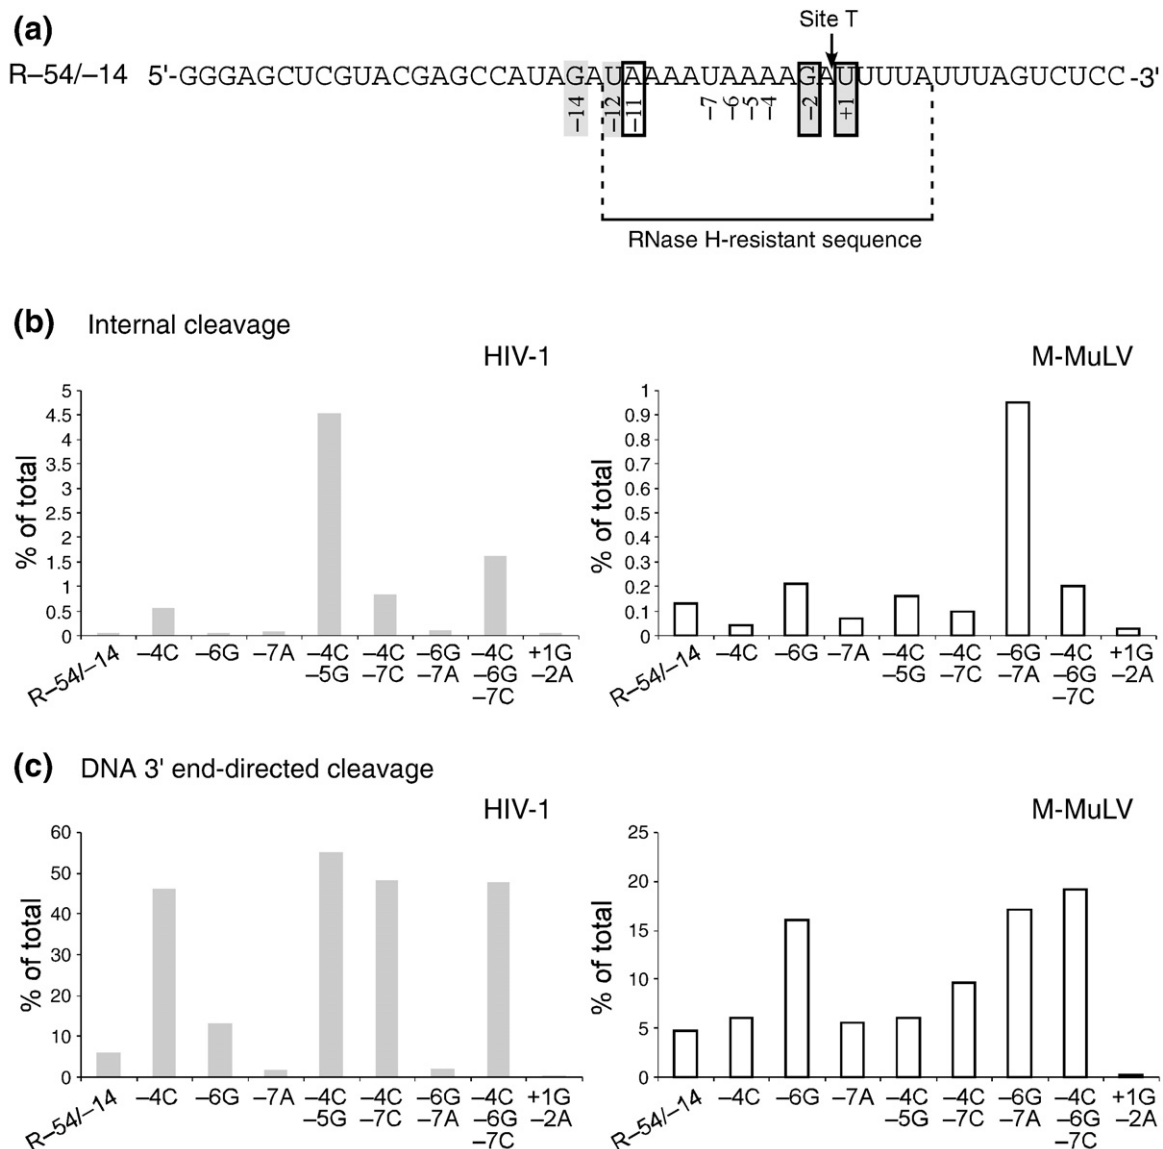 (a)
Site T
R–54/–14 5'-GGGAGCUCGUACGAGCCAUAGAUAAAAUAAAAGAUUUUAUUUAGUCUCC-3'
–14 –12 –11 –7 –6 –5 –4 –2 +1
RNase H-resistant sequence
(b) Internal cleavage
HIV-1
% of total
5
4.5
4
3.5
3
2.5
2
1.5
1
0.5
0
R–54/–14 –4C –6G –7A –4C –4C –6G –4C +1G
–5G –7C –7A –6G –2A
–7C
M-MuLV
% of total
1
0.9
0.8
0.7
0.6
0.5
0.4
0.3
0.2
0.1
0
R–54/–14 –4C –6G –7A –4C –4C –6G –4C +1G
–5G –7C –7A –6G –2A
–7C
(c) DNA 3' end-directed cleavage
HIV-1
% of total
60
50
40
30
20
10
0
R–54/–14 –4C –6G –7A –4C –4C –6G –4C +1G
–5G –7C –7A –6G –2A
–7C
M-MuLV
% of total
25
20
15
10
5
0
R–54/–14 –4C –6G –7A –4C –4C –6G –4C +1G
–5G –7C –7A –6G –2A
–7C